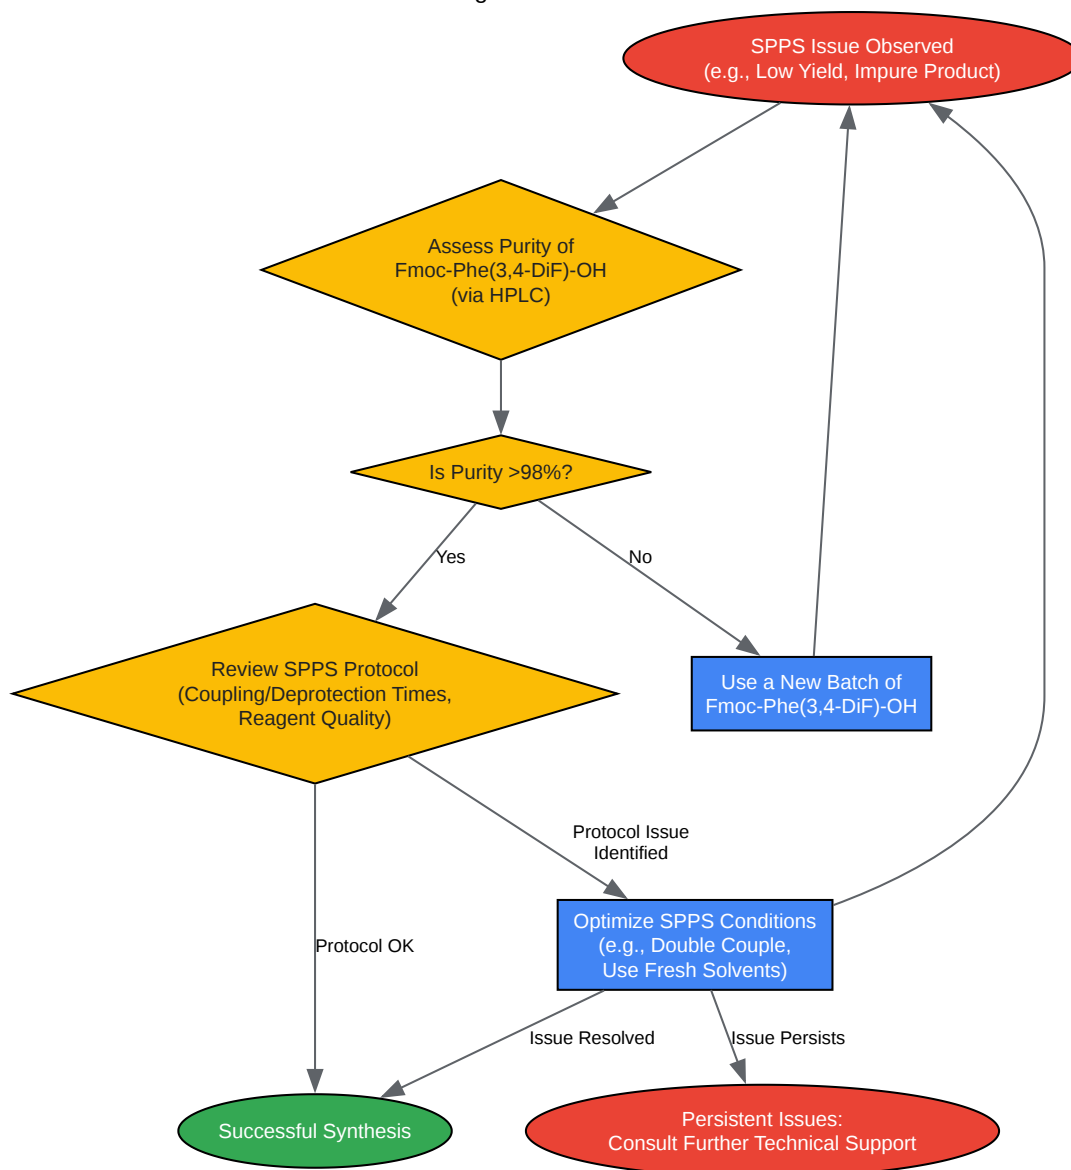 SPPS Issue Observed
(e.g., Low Yield, Impure Product)
Assess Purity of
Fmoc-Phe(3,4-DiF)-OH
(via HPLC)
Is Purity >98%?
Yes
No
Review SPPS Protocol
(Coupling/Deprotection Times,
Reagent Quality)
Use a New Batch of
Fmoc-Phe(3,4-DiF)-OH
Protocol Issue
Identified
Optimize SPPS Conditions
(e.g., Double Couple,
Use Fresh Solvents)
Protocol OK
Issue Resolved
Issue Persists
Successful Synthesis
Persistent Issues:
Consult Further Technical Support